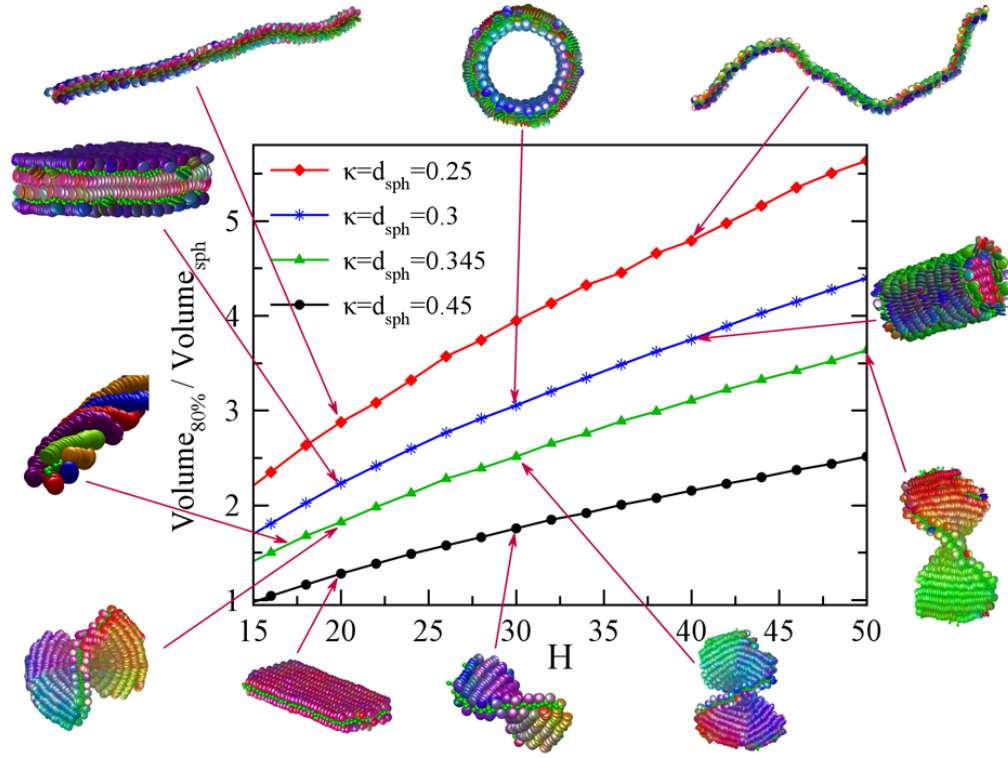 κ=d_sph=0.25
κ=d_sph=0.3
κ=d_sph=0.345
κ=d_sph=0.45
Volume_80% / Volume_sph
5
4
3
2
1
15 20 25 30 35 40 45 50
H